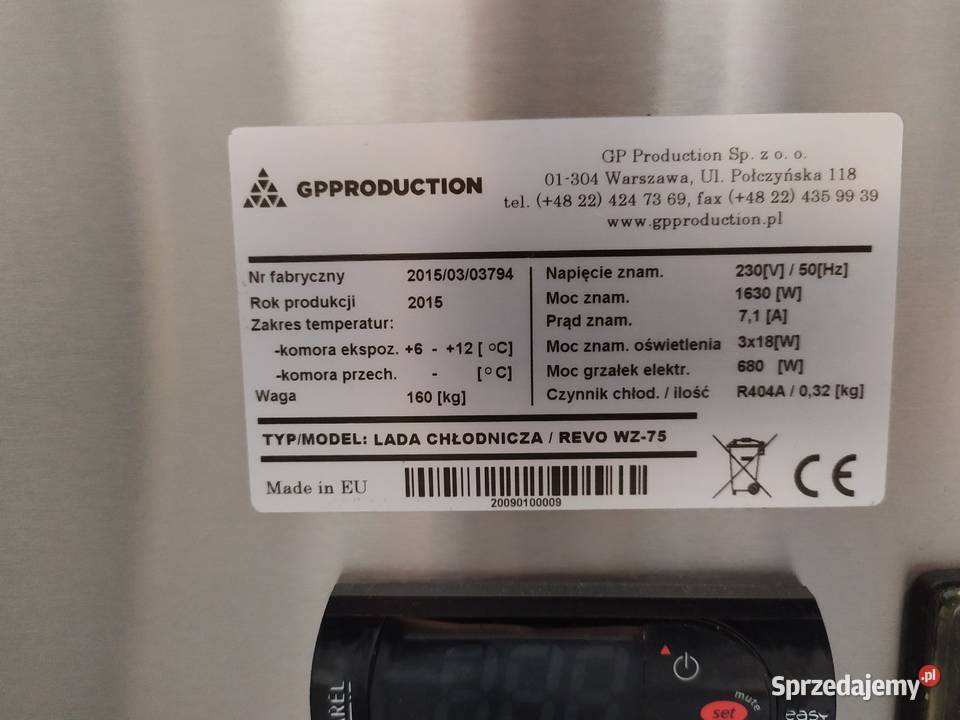 GPPRODUCTION
GP Production Sp. z o. o.
01-304 Warszawa, Ul. Połczyńska 118
tel. (+48 22) 424 73 69, fax (+48 22) 435 99 39
www.gpproduction.pl
Nr fabryczny 2015/03/03794
Rok produkcji 2015
Zakres temperatur:
-komora ekspoz. +6 - +12 [ °C]
-komora przech. - [°C]
Waga 160 [kg]
Napięcie znam. 230[V] / 50[Hz]
Moc znam. 1630 [W]
Prąd znam. 7,1 [A]
Moc znam. oświetlenia 3x18[W]
Moc grzałek elektr. 680 [W]
Czynnik chłod. / ilość R404A / 0,32 [kg]
TYP/MODEL: LADA CHŁODNICZA / REVO WZ-75
Made in EU
20090100009
CE
AREL
mute
set
easy
Sprzedajemy.pl